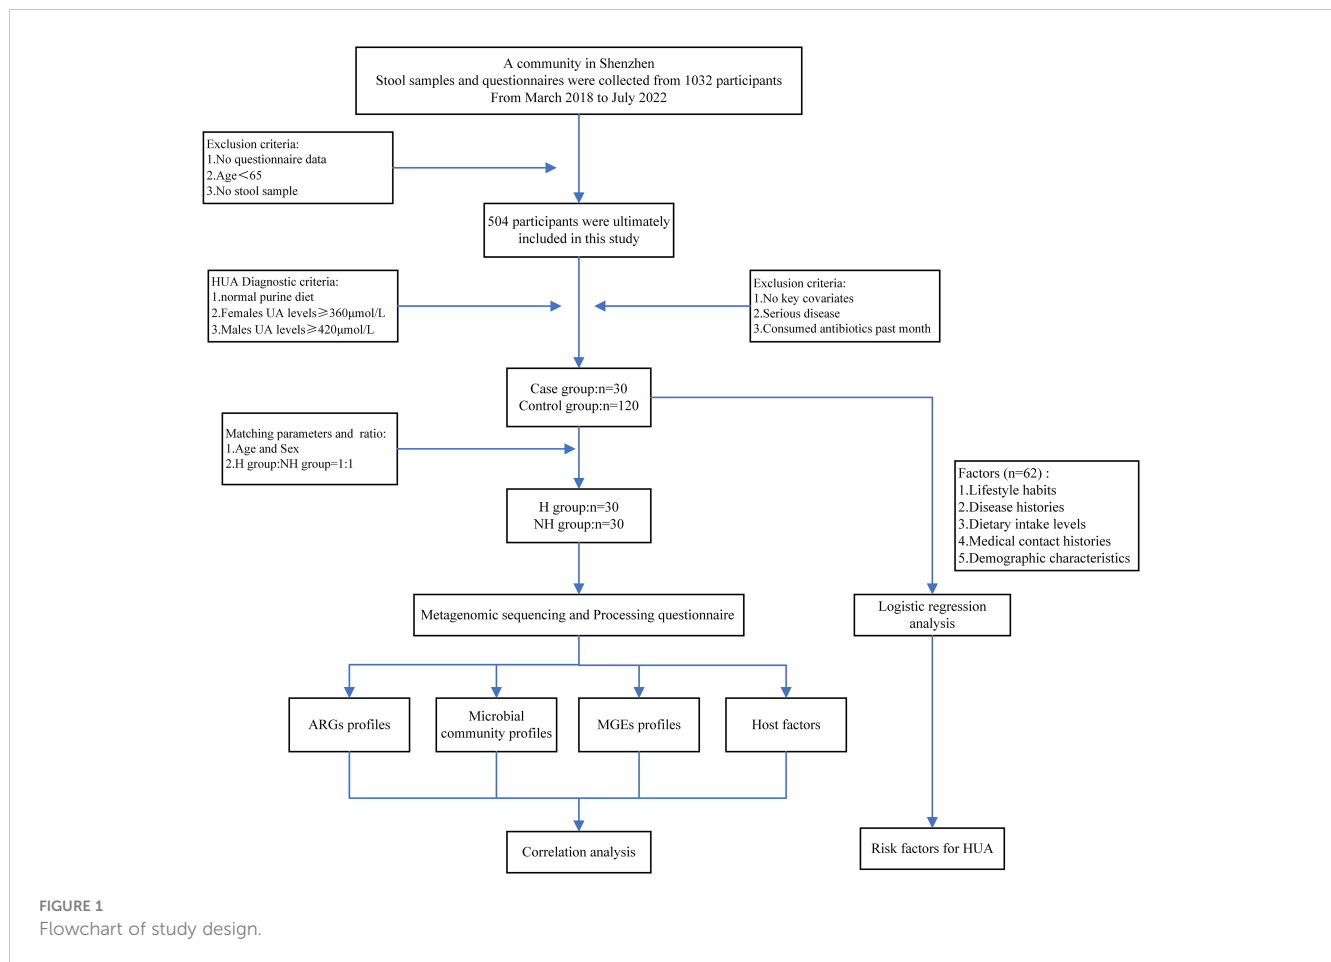 A community in Shenzhen
Stool samples and questionnaires were collected from 1032 participants
From March 2018 to July 2022
Exclusion criteria:
1.No questionnaire data
2.Age<65
3.No stool sample
504 participants were ultimately
included in this study
HUA Diagnostic criteria:
1.normal purine diet
2.Females UA levels≥360μmol/L
3.Males UA levels≥420μmol/L
Exclusion criteria:
1.No key covariates
2.Serious disease
3.Consumed antibiotics past month
Case group:n=30
Control group:n=120
Matching parameters and ratio:
1.Age and Sex
2.H group:NH group=1:1
Factors (n=62) :
1.Lifestyle habits
2.Disease histories
3.Dietary intake levels
4.Medical contact histories
5.Demographic characteristics
H group:n=30
NH group:n=30
Metagenomic sequencing and Processing questionnaire
Logistic regression
analysis
ARGs profiles
Microbial
community profiles
MGEs profiles
Host factors
Correlation analysis
Risk factors for HUA
FIGURE 1
Flowchart of study design.